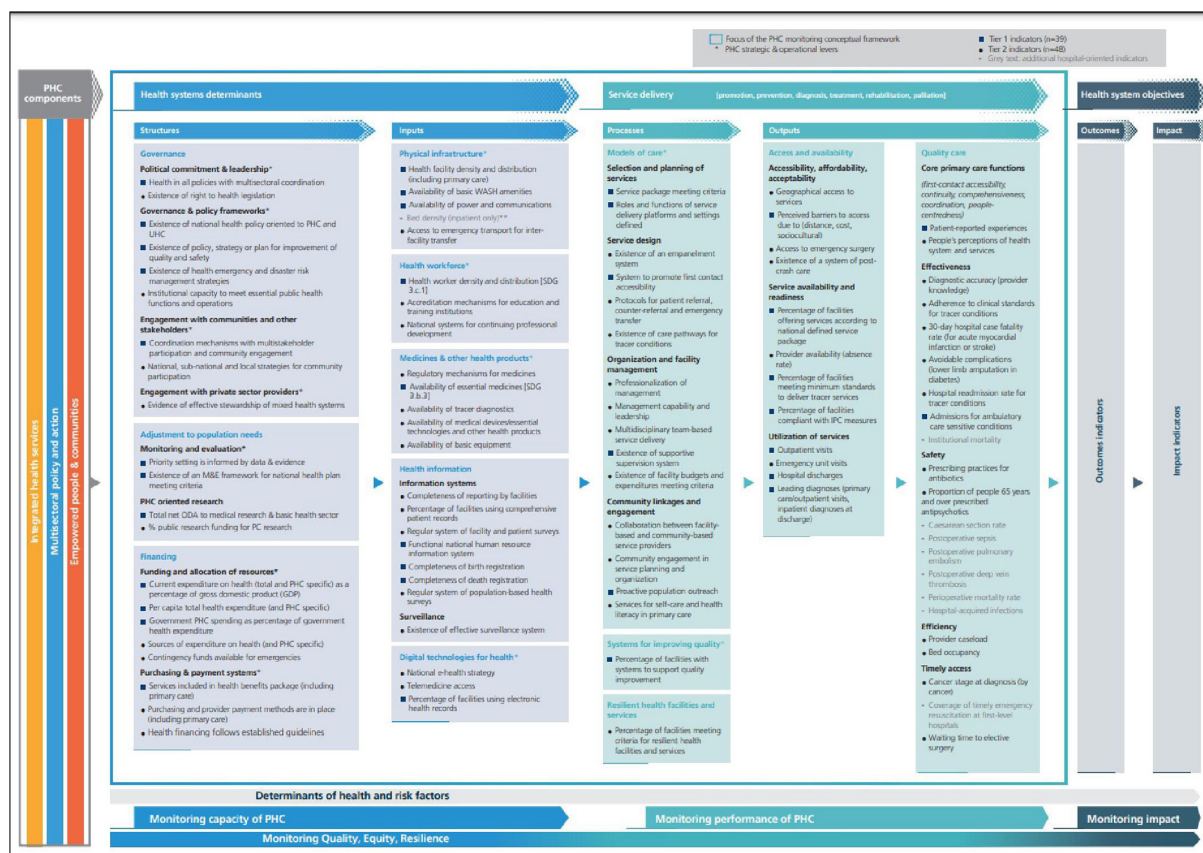 Focus of the PHC monitoring conceptual framework
* PHC strategic & operational levers
■ Tier 1 indicators (n=39)
● Tier 2 indicators (n=48)
- Grey text: additional hospital-oriented indicators
PHC
components
Integrated health services
Multisectoral policy and action
Empowered people & communities
Health systems determinants
Structures
Governance
Political commitment & leadership*
■ Health in all policies with multisectoral coordination
● Existence of right to health legislation
Governance & policy frameworks*
■ Existence of national health policy oriented to PHC and
UHC
■ Existence of policy, strategy or plan for improvement of
quality and safety
■ Existence of health emergency and disaster risk
management strategies
● Institutional capacity to meet essential public health
functions and operations
Engagement with communities and other
stakeholders*
■ Coordination mechanisms with multistakeholder
participation and community engagement
● National, sub-national and local strategies for community
participation
Engagement with private sector providers*
● Evidence of effective stewardship of mixed health systems
Adjustment to population needs
Monitoring and evaluation*
■ Priority setting is informed by data & evidence
■ Existence of an M&E framework for national health plan
meeting criteria
PHC oriented research
■ Total net ODA to medical research & basic health sector
● % public research funding for PC research
Financing
Funding and allocation of resources*
■ Current expenditure on health (total and PHC specific) as a
percentage of gross domestic product (GDP)
■ Per capita total health expenditure (and PHC specific)
■ Government PHC spending as percentage of government
health expenditure
● Sources of expenditure on health (and PHC specific)
● Contingency funds available for emergencies
Purchasing & payment systems*
■ Services included in health benefits package (including
primary care)
● Purchasing and provider payment methods are in place
(including primary care)
● Health financing follows established guidelines
Inputs
Physical infrastructure*
■ Health facility density and distribution
(including primary care)
■ Availability of basic WASH amenities
■ Availability of power and communications
- Bed density (inpatient only)**
● Access to emergency transport for inter-
facility transfer
Health workforce*
■ Health worker density and distribution [SDG
3.c.1]
● Accreditation mechanisms for education and
training institutions
● National systems for continuing professional
development
Medicines & other health products*
● Regulatory mechanisms for medicines
■ Availability of essential medicines [SDG
3.b.3]
● Availability of tracer diagnostics
● Availability of medical devices/essential
technologies and other health products
● Availability of basic equipment
Health information
Information systems
● Completeness of reporting by facilities
● Percentage of facilities using comprehensive
patient records
● Regular system of facility and patient surveys
■ Functional national human resource
information system
■ Completeness of birth registration
■ Completeness of death registration
● Regular system of population-based health
surveys
Surveillance
● Existence of effective surveillance system
Digital technologies for health*
● National e-health strategy
● Telemedicine access
■ Percentage of facilities using electronic
health records
Service delivery
[promotion, prevention, diagnosis, treatment, rehabilitation, palliation]
Processes
Models of care*
Selection and planning of
services
■ Service package meeting criteria
■ Roles and functions of service
delivery platforms and settings
defined
Service design
● Existence of an empanelment
system
■ System to promote first contact
accessibility
● Protocols for patient referral,
counter-referral and emergency
transfer
● Existence of care pathways for
tracer conditions
Organization and facility
management
● Professionalization of
management
● Management capability and
leadership
● Multidisciplinary team-based
service delivery
■ Existence of supportive
supervision system
● Existence of facility budgets and
expenditures meeting criteria
Community linkages and
engagement
● Collaboration between facility-
based and community-based
service providers
● Community engagement in
service planning and
organization
■ Proactive population outreach
● Services for self-care and health
literacy in primary care
Systems for improving quality*
■ Percentage of facilities with
systems to support quality
improvement
Resilient health facilities and
services
● Percentage of facilities meeting
criteria for resilient health
facilities and services
Outputs
Access and availability
Accessibility, affordability,
acceptability
● Geographical access to
services
■ Perceived barriers to access
due to (distance, cost,
sociocultural)
● Access to emergency surgery
● Existence of a system of post-
crash care
Service availability and
readiness
■ Percentage of facilities
offering services according to
national defined service
package
● Provider availability (absence
rate)
■ Percentage of facilities
meeting minimum standards
to deliver tracer services
■ Percentage of facilities
compliant with IPC measures
Utilization of services
■ Outpatient visits
● Emergency unit visits
■ Hospital discharges
■ Leading diagnoses (primary
care/outpatient visits,
inpatient diagnoses at
discharge)
Quality care
Core primary care functions
(first-contact accessibility,
continuity, comprehensiveness,
coordination, people-
centredness)
■ Patient-reported experiences
● People's perceptions of health
system and services
Effectiveness
● Diagnostic accuracy (provider
knowledge)
● Adherence to clinical standards
for tracer conditions
● 30-day hospital case fatality
rate (for acute myocardial
infarction or stroke)
● Avoidable complications
(lower limb amputation in
diabetes)
● Hospital readmission rate for
tracer conditions
■ Admissions for ambulatory
care sensitive conditions
- Institutional mortality
Safety
● Prescribing practices for
antibiotics
● Proportion of people 65 years
and over prescribed
antipsychotics
- Caesarean section rate
- Postoperative sepsis
- Postoperative pulmonary
embolism
- Postoperative deep vein
thrombosis
- Perioperative mortality rate
- Hospital-acquired infections
Efficiency
● Provider caseload
● Bed occupancy
Timely access
● Cancer stage at diagnosis (by
cancer)
- Coverage of timely emergency
resuscitation at first-level
hospitals
● Waiting time to elective
surgery
Health system objectives
Outcomes
Impact
Outcomes indicators
Impact indicators
Determinants of health and risk factors
Monitoring capacity of PHC
Monitoring performance of PHC
Monitoring impact
Monitoring Quality, Equity, Resilience